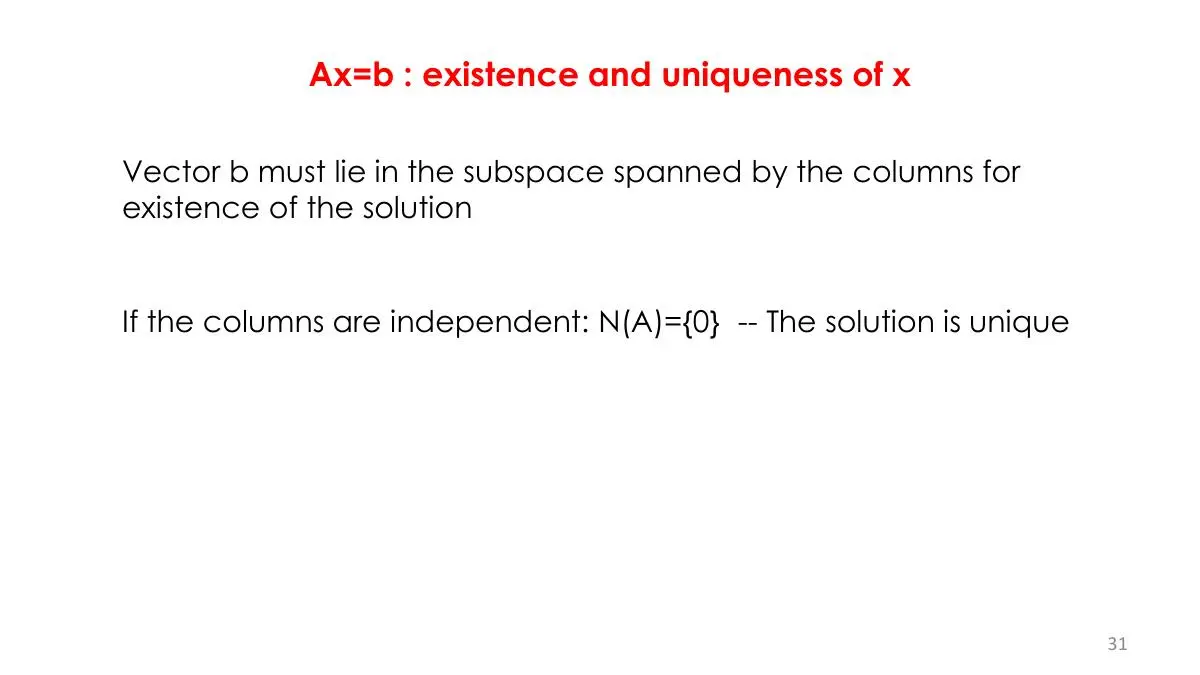 Ax=b : existence and uniqueness of x
Vector b must lie in the subspace spanned by the columns for
existence of the solution
If the columns are independent: N(A)={0}  -- The solution is unique
31